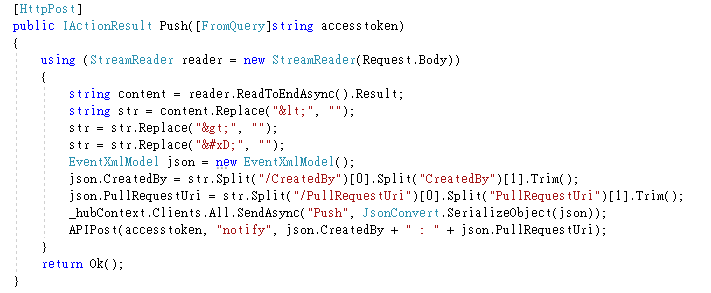 [HttpPost]
public IActionResult Push([FromQuery]string accesstoken)
{
using (StreamReader reader = new StreamReader(Request.Body))
{
string content = reader.ReadToEndAsync().Result;
string str = content.Replace("&lt;", "");
str = str.Replace("&gt;", "");
str = str.Replace("&#xD;", "");
EventXmlModel json = new EventXmlModel();
json.CreatedBy = str.Split("/CreatedBy")[0].Split("CreatedBy")[1].Trim();
json.PullRequestUri = str.Split("/PullRequestUri")[0].Split("PullRequestUri")[1].Trim();
_hubContext.Clients.All.SendAsync("Push", JsonConvert.SerializeObject(json));
APIPost(accesstoken, "notify", json.CreatedBy + " : " + json.PullRequestUri);
}
return Ok();
}